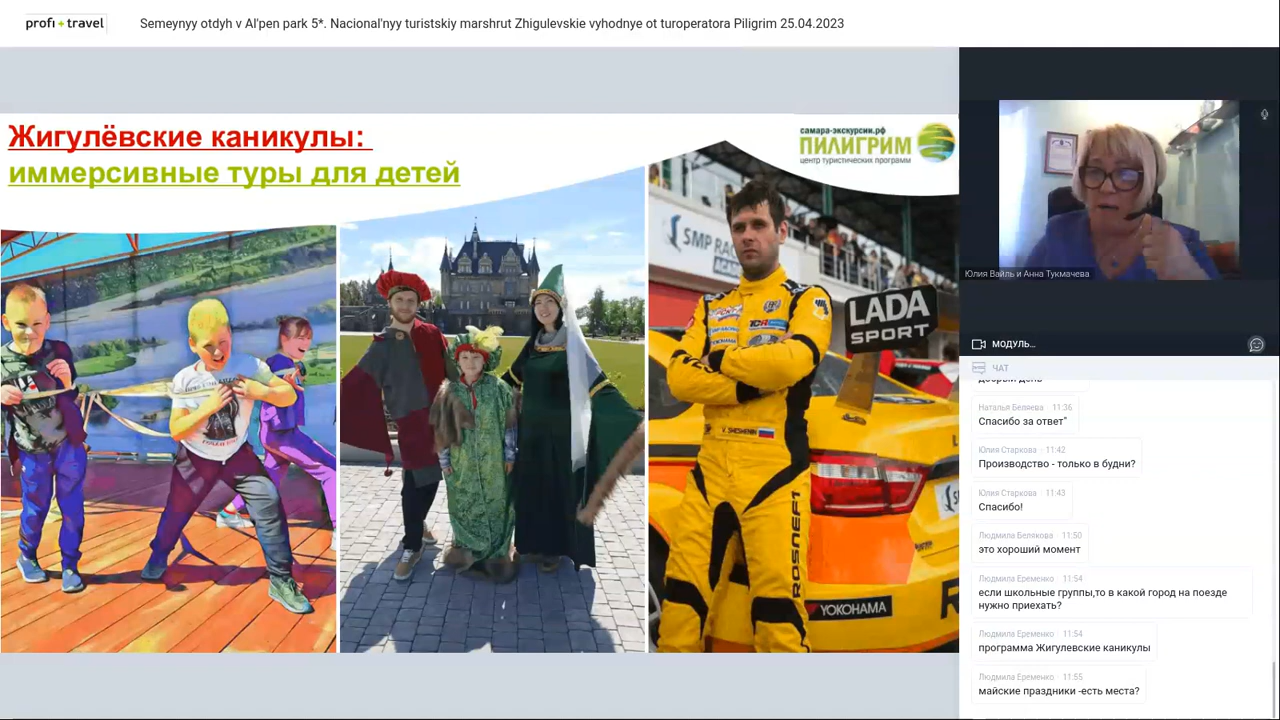 profi + travel
Semeynyy otdyh v Al'pen park 5*. Nacional'nyy turistskiy marshrut Zhigulevskie vyhodnye ot turoperatora Piligrim 25.04.2023
Жигулёвские каникулы:
иммерсивные туры для детей
самара-экскурсии.рф
ПИЛИГРИМ
центр туристических программ
SMP RA
LADA
SPORT
ROSNEFT
YOKOHAMA
Юлия Вайль и Анна Тукмачева
МОДУЛЬ...
ЧАТ
добрый день
Наталья Беляева · 11:36
Спасибо за ответ"
Юлия Старкова · 11:42
Производство - только в будни?
Юлия Старкова · 11:43
Спасибо!
Людмила Белякова · 11:50
это хороший момент
Людмила Еременко · 11:54
если школьные группы,то в какой город на поезде
нужно приехать?
Людмила Еременко · 11:54
программа Жигулевские каникулы
Людмила Еременко · 11:55
майские праздники -есть места?